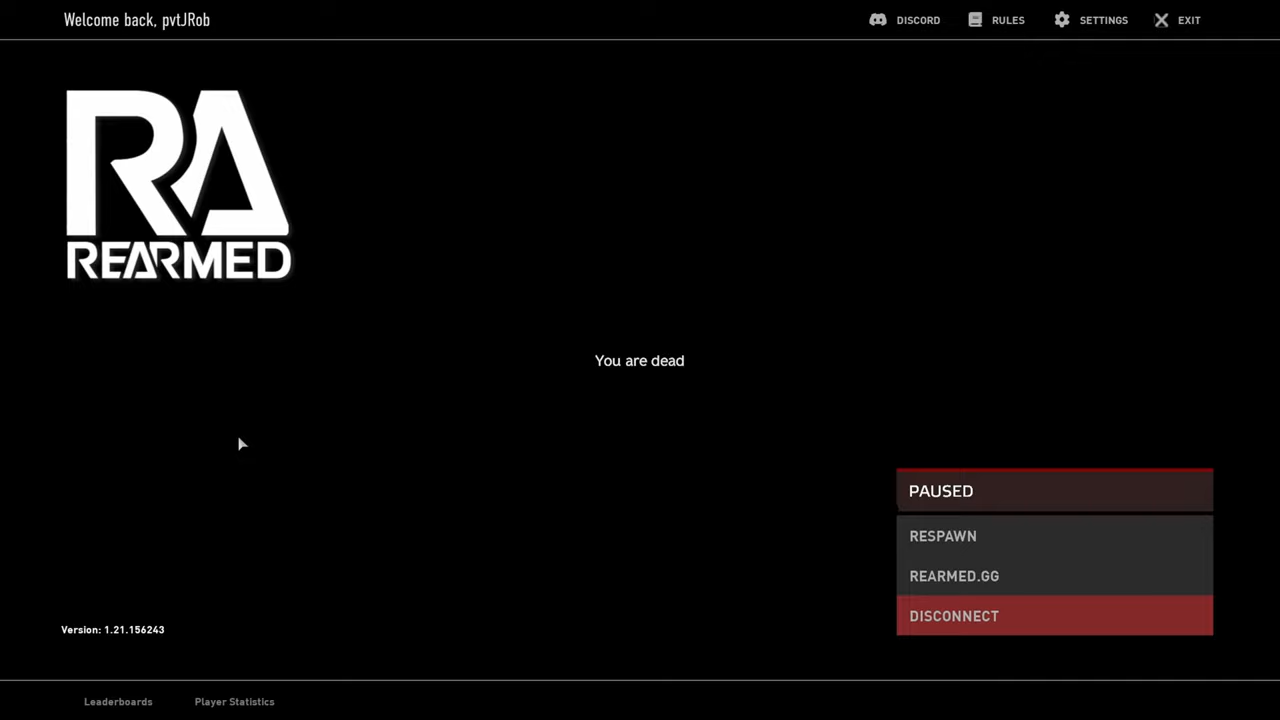 Welcome back, pvtJRob
DISCORD
RULES
SETTINGS
EXIT
RA
REARMED
You are dead
PAUSED
RESPAWN
REARMED.GG
DISCONNECT
Version: 1.21.156243
Leaderboards
Player Statistics